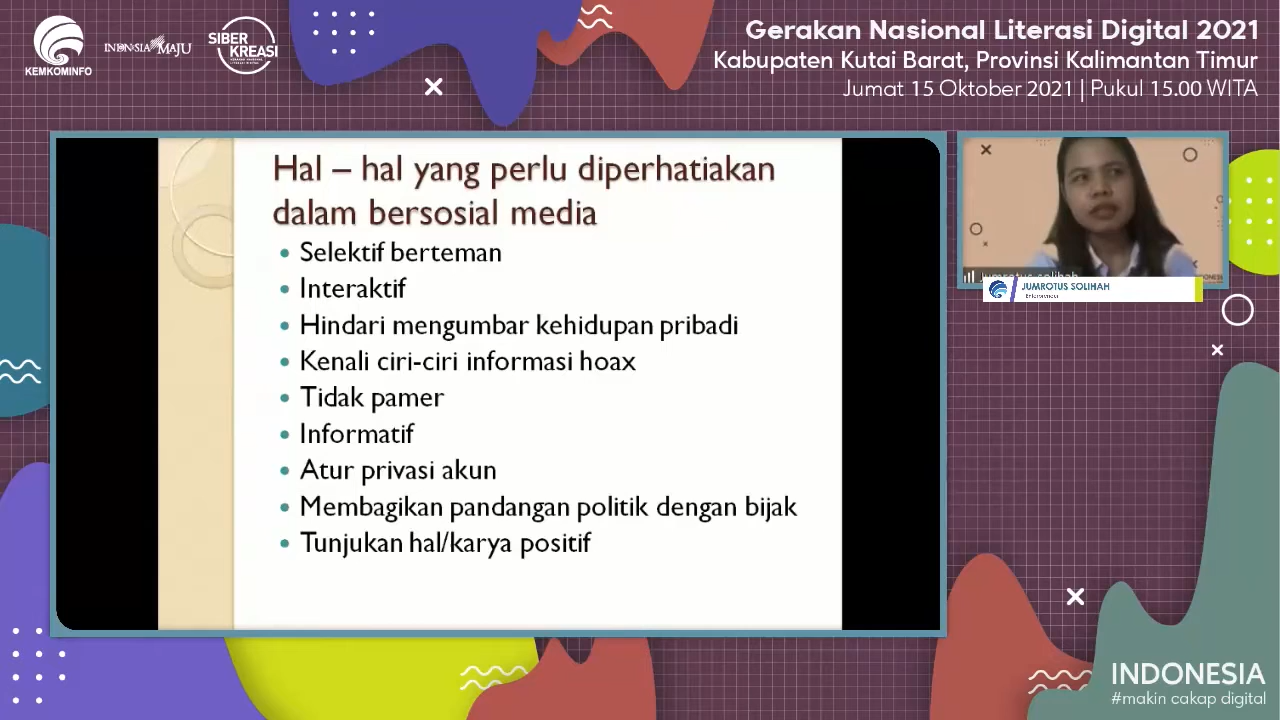 KEMKOMINFO
INDONESIA MAJU
SIBER
KREASI
Gerakan Nasional Literasi Digital 2021
Kabupaten Kutai Barat, Provinsi Kalimantan Timur
Jumat 15 Oktober 2021 | Pukul 15.00 WITA
Hal – hal yang perlu diperhatiakan
dalam bersosial media
• Selektif berteman
• Interaktif
• Hindari mengumbar kehidupan pribadi
• Kenali ciri-ciri informasi hoax
• Tidak pamer
• Informatif
• Atur privasi akun
• Membagikan pandangan politik dengan bijak
• Tunjukan hal/karya positif
jumrotus solihah
JUMROTUS SOLIHAH
INDONESIA
#makin cakap digital